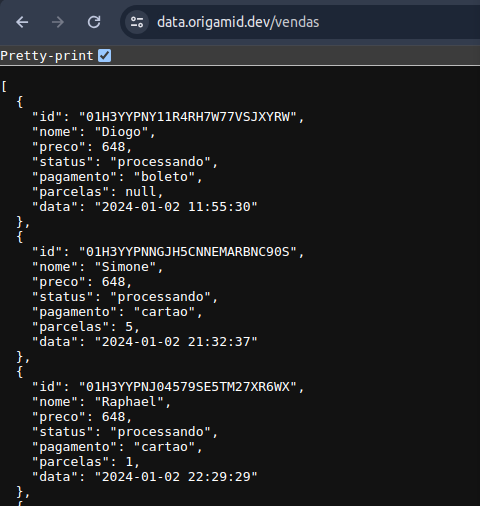 data.origamid.dev/vendas
Pretty-print
[
  {
    "id": "01H3YYPNY11R4RH7W77VSJXYRW",
    "nome": "Diogo",
    "preco": 648,
    "status": "processando",
    "pagamento": "boleto",
    "parcelas": null,
    "data": "2024-01-02 11:55:30"
  },
  {
    "id": "01H3YYPNNGJH5CNNEMARBNC90S",
    "nome": "Simone",
    "preco": 648,
    "status": "processando",
    "pagamento": "cartao",
    "parcelas": 5,
    "data": "2024-01-02 21:32:37"
  },
  {
    "id": "01H3YYPNJ04579SE5TM27XR6WX",
    "nome": "Raphael",
    "preco": 648,
    "status": "processando",
    "pagamento": "cartao",
    "parcelas": 1,
    "data": "2024-01-02 22:29:29"
  },
  {